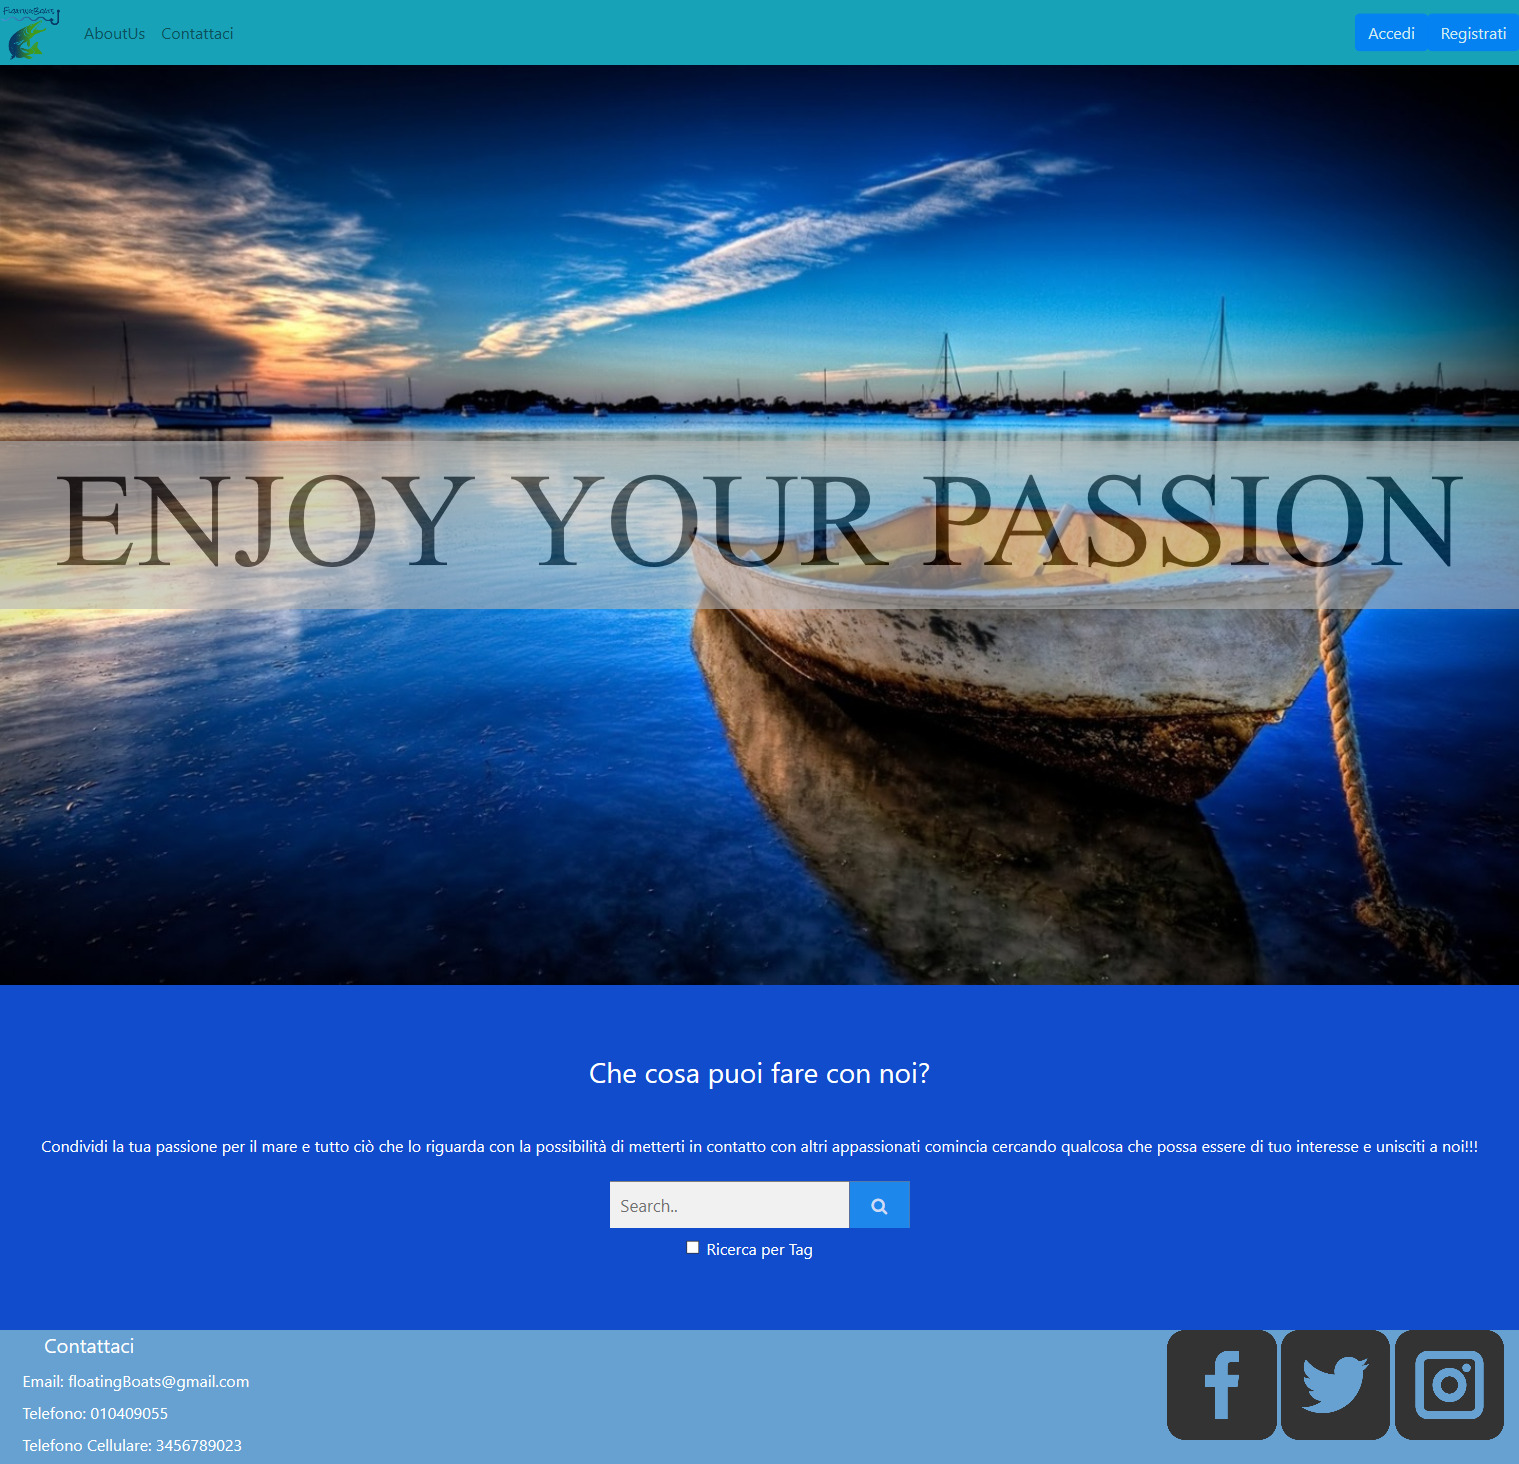 FloatingBoats
AboutUs Contattaci Accedi Registrati
ENJOY YOUR PASSION
Che cosa puoi fare con noi?
Condividi la tua passione per il mare e tutto ciò che lo riguarda con la possibilità di metterti in contatto con altri appassionati comincia cercando qualcosa che possa essere di tuo interesse e unisciti a noi!!!
Search..
Ricerca per Tag
Contattaci
Email: floatingBoats@gmail.com
Telefono: 010409055
Telefono Cellulare: 3456789023